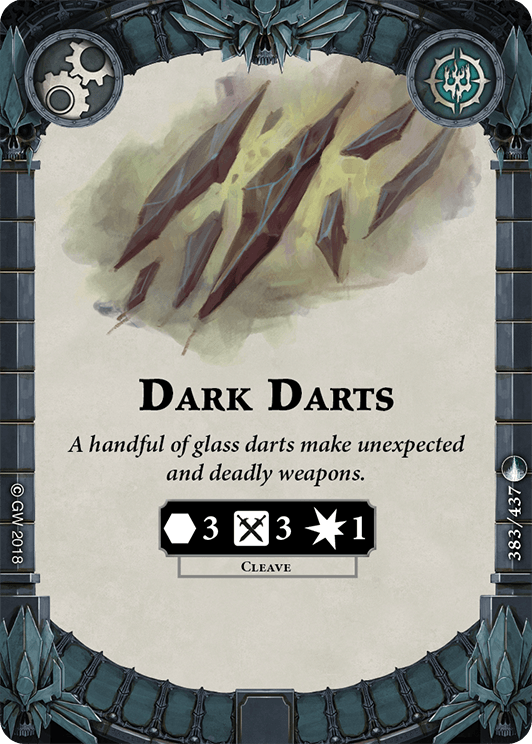 Dark Darts
A handful of glass darts make unexpected
and deadly weapons.
3 3 1
Cleave
© GW 2018
383/437